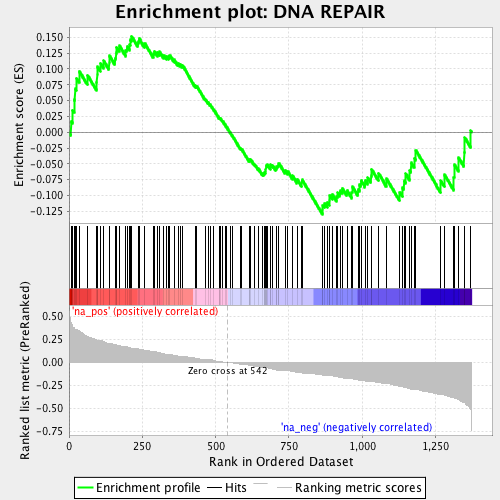 Enrichment plot: DNA REPAIR
Enrichment score (ES)
0.150
0.125
0.100
0.075
0.050
0.025
0.000
-0.025
-0.050
-0.075
-0.100
-0.125
'na_pos' (positively correlated)
Ranked list metric (PreRanked)
0.50
0.25
0.00
-0.25
-0.50
-0.75
Zero cross at 542
'na_neg' (negatively correlated)
0
250
500
750
1,000
1,250
Rank in Ordered Dataset
Enrichment profile
Hits
Ranking metric scores